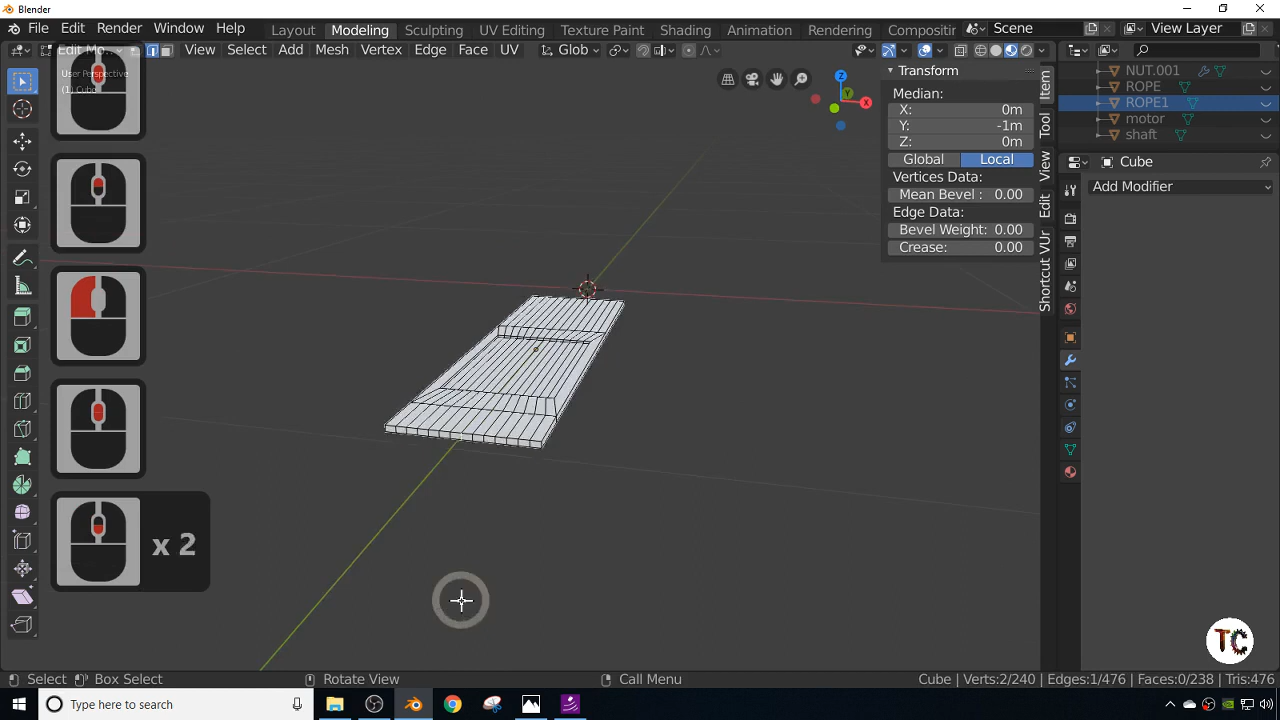 Blender
File Edit Render Window Help Layout Modeling Sculpting UV Editing Texture Paint Shading Animation Rendering Compositin Scene View Layer
Edit Mo... View Select Add Mesh Vertex Edge Face UV Glob
User Perspective
(1) Cube
Z
Y
X
Transform
Median:
X: 0m
Y: -1m
Z: 0m
Global Local
Vertices Data:
Mean Bevel : 0.00
Edge Data:
Bevel Weight: 0.00
Crease: 0.00
Item
Tool
View
Edit
Shortcut VUr
NUT.001
ROPE
ROPE1
motor
shaft
Cube
Add Modifier
x 2
TC
Select Box Select Rotate View Call Menu Cube | Verts:2/240 | Edges:1/476 | Faces:0/238 | Tris:476
Type here to search